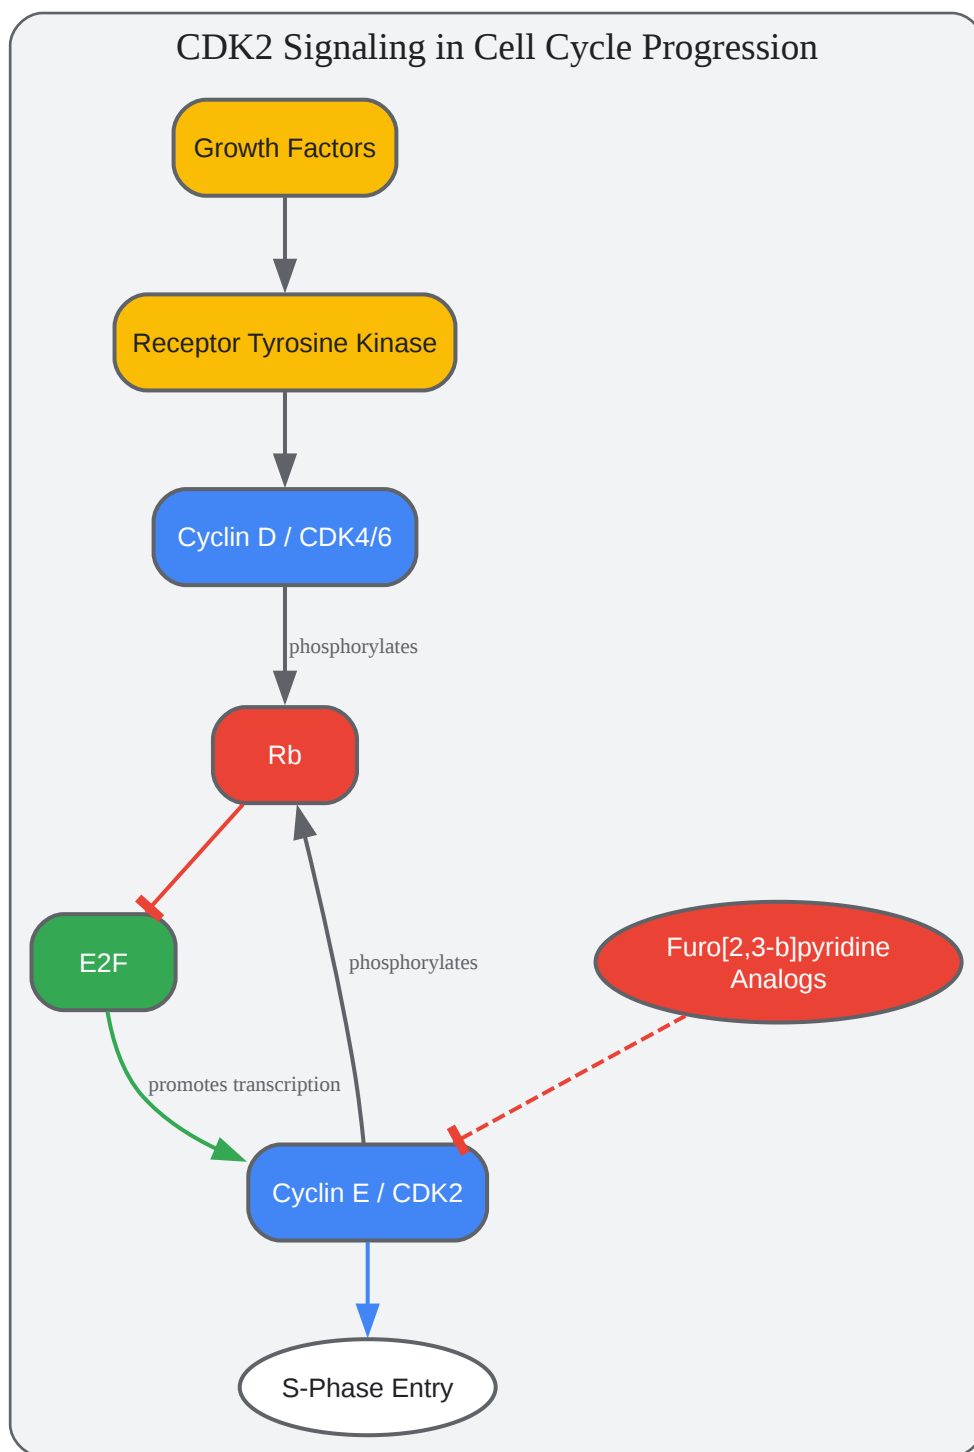 CDK2 Signaling in Cell Cycle Progression
Growth Factors
Receptor Tyrosine Kinase
Cyclin D / CDK4/6
phosphorylates
Rb
E2F
phosphorylates
Furo[2,3-b]pyridine
Analogs
promotes transcription
Cyclin E / CDK2
S-Phase Entry